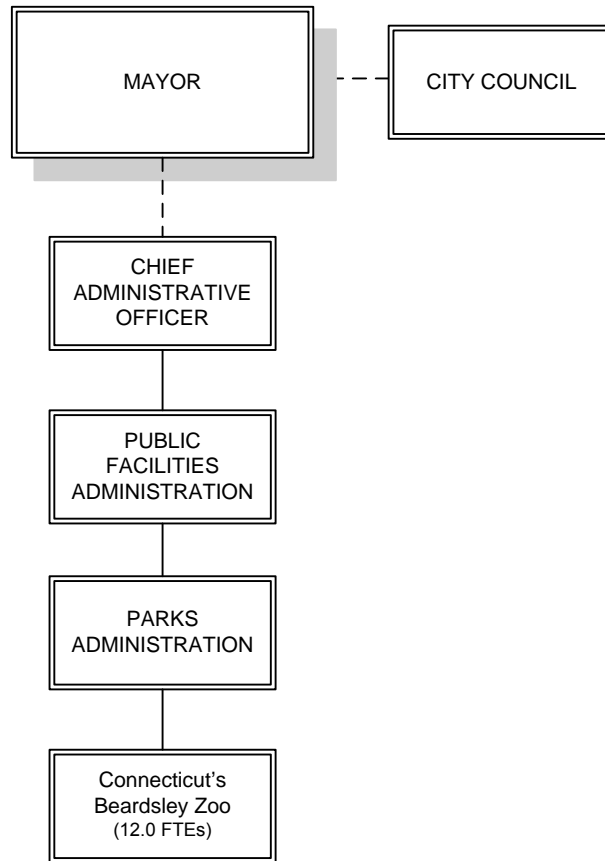 MAYOR
CITY COUNCIL
CHIEF
ADMINISTRATIVE
OFFICER
PUBLIC
FACILITIES
ADMINISTRATION
PARKS
ADMINISTRATION
Connecticut’s
Beardsley Zoo
(12.0 FTEs)